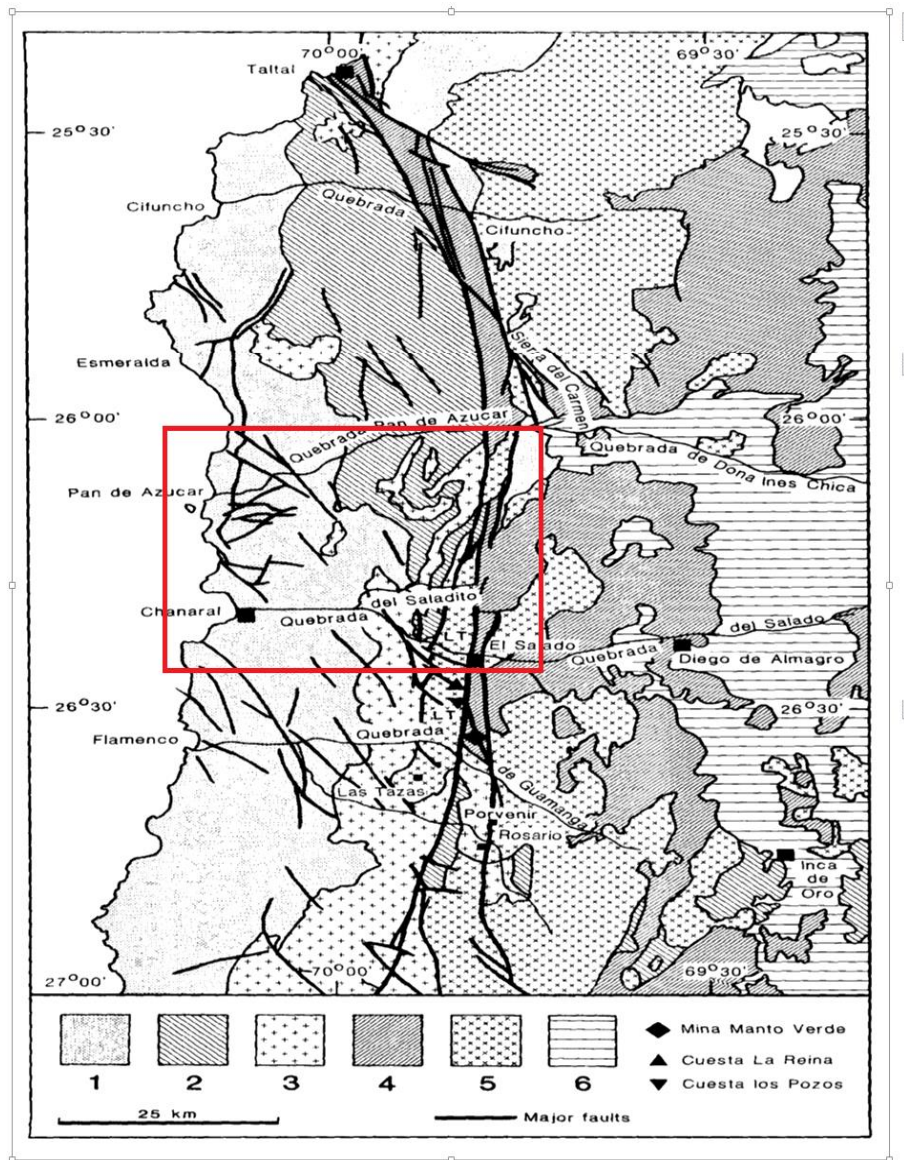 70° 00'
69° 30'
Taltal
25° 30'
25° 30'
Quebrada
Cifuncho
Cifuncho
Sierra del Carmen
Esmeralda
26° 00'
26° 00'
Quebrada Pan de Azucar
Quebrada de Dona Ines Chica
Pan de Azucar
Chanaral
Quebrada del Saladito
LT
El Salado
Quebrada del Salado
Diego de Almagro
26° 30'
26° 30'
LT
Flamenco
Quebrada de Guamanga
Las Tazas
Porvenir
Rosario
Inca
de
Oro
27° 00'
70° 00'
69° 30'
1 2 3 4 5 6
Mina Manto Verde
Cuesta La Reina
Cuesta los Pozos
25 km
Major faults